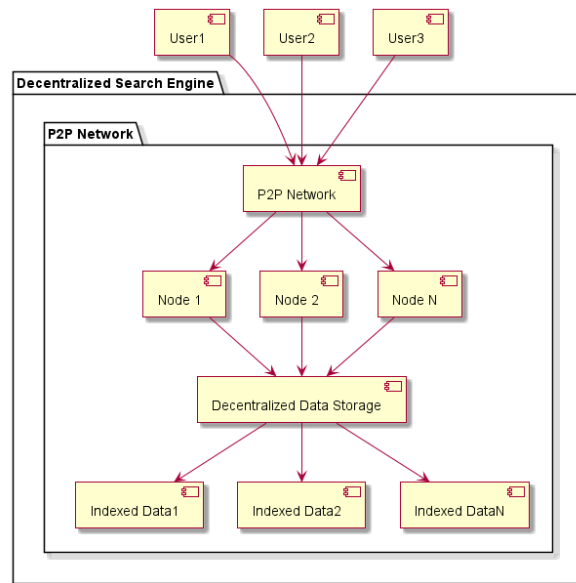 User1
User2
User3
Decentralized Search Engine
P2P Network
P2P Network
Node 1
Node 2
Node N
Decentralized Data Storage
Indexed Data1
Indexed Data2
Indexed DataN